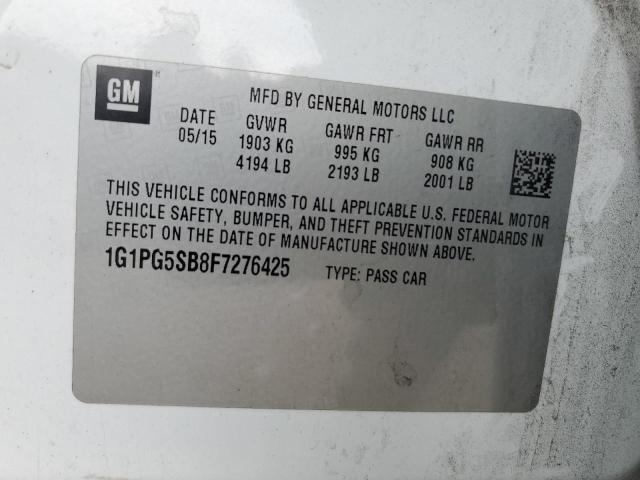 GM
MFD BY GENERAL MOTORS LLC
DATE GVWR GAWR FRT GAWR RR
05/15 1903 KG 995 KG 908 KG
4194 LB 2193 LB 2001 LB
THIS VEHICLE CONFORMS TO ALL APPLICABLE U.S. FEDERAL MOTOR
VEHICLE SAFETY, BUMPER, AND THEFT PREVENTION STANDARDS IN
EFFECT ON THE DATE OF MANUFACTURE SHOWN ABOVE.
1G1PG5SB8F7276425 TYPE: PASS CAR